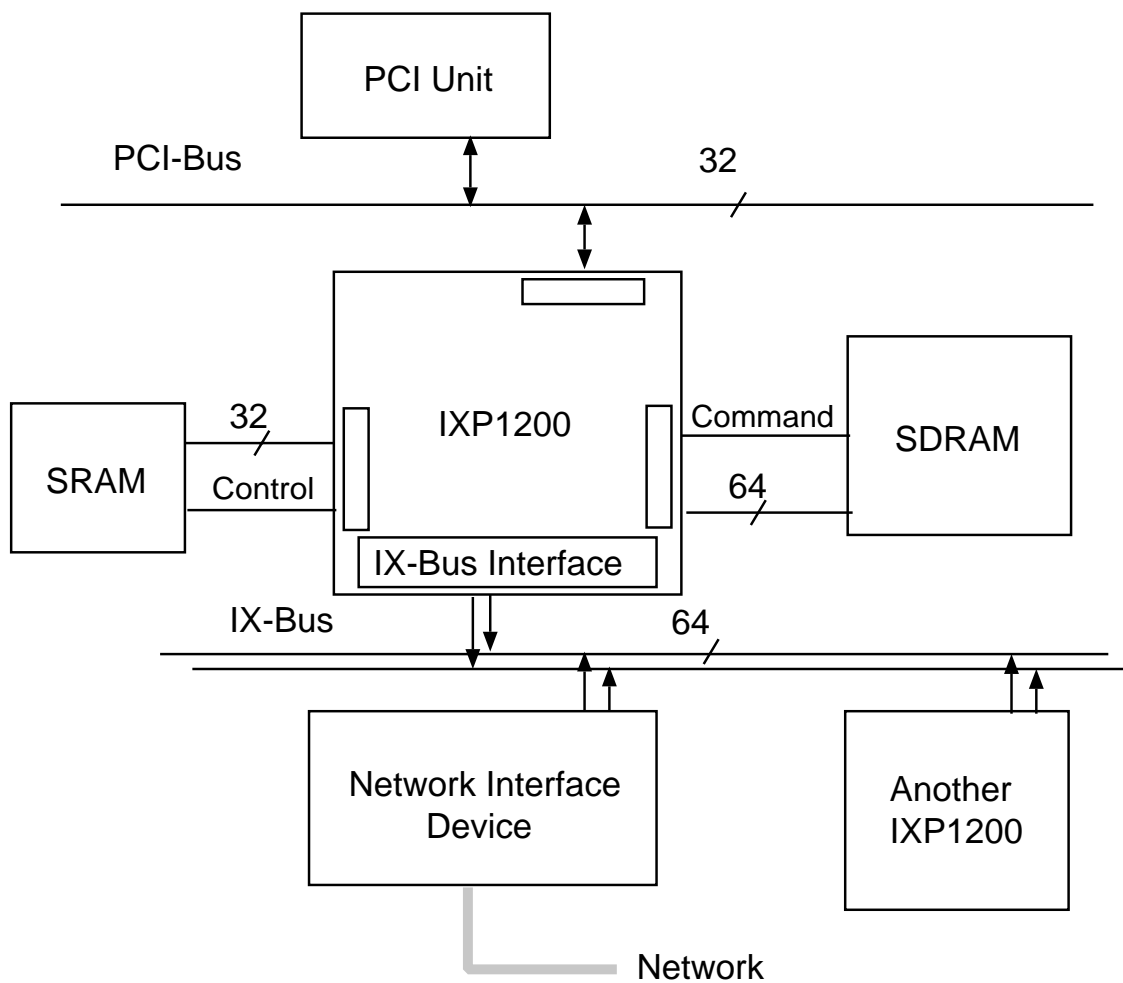 PCI Unit
PCI-Bus
32
IXP1200
32
Control
SRAM
Command
64
SDRAM
IX-Bus Interface
IX-Bus
64
Network Interface
Device
Another
IXP1200
Network